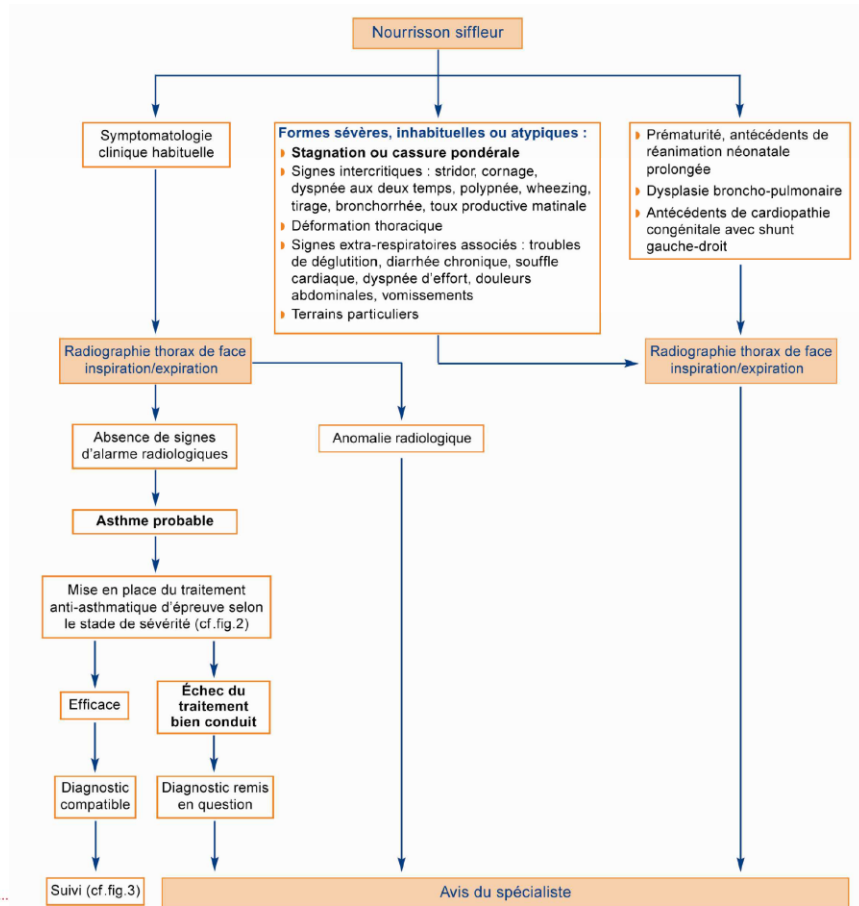 Nourrisson siffleur
Symptomatologie
clinique habituelle
Formes sévères, inhabituelles ou atypiques :
Stagnation ou cassure pondérale
Signes intercritiques : stridor, cornage,
dyspnée aux deux temps, polypnée, wheezing,
tirage, bronchorrhée, toux productive matinale
Déformation thoracique
Signes extra-respiratoires associés : troubles
de déglutition, diarrhée chronique, souffle
cardiaque, dyspnée d'effort, douleurs
abdominales, vomissements
Terrains particuliers
Prématurité, antécédents de
réanimation néonatale
prolongée
Dysplasie broncho-pulmonaire
Antécédents de cardiopathie
congénitale avec shunt
gauche-droit
Radiographie thorax de face
inspiration/expiration
Radiographie thorax de face
inspiration/expiration
Absence de signes
d'alarme radiologiques
Anomalie radiologique
Asthme probable
Mise en place du traitement
anti-asthmatique d'épreuve selon
le stade de sévérité (cf.fig.2)
Efficace
Échec du
traitement
bien conduit
Diagnostic
compatible
Diagnostic remis
en question
Suivi (cf.fig.3)
Avis du spécialiste